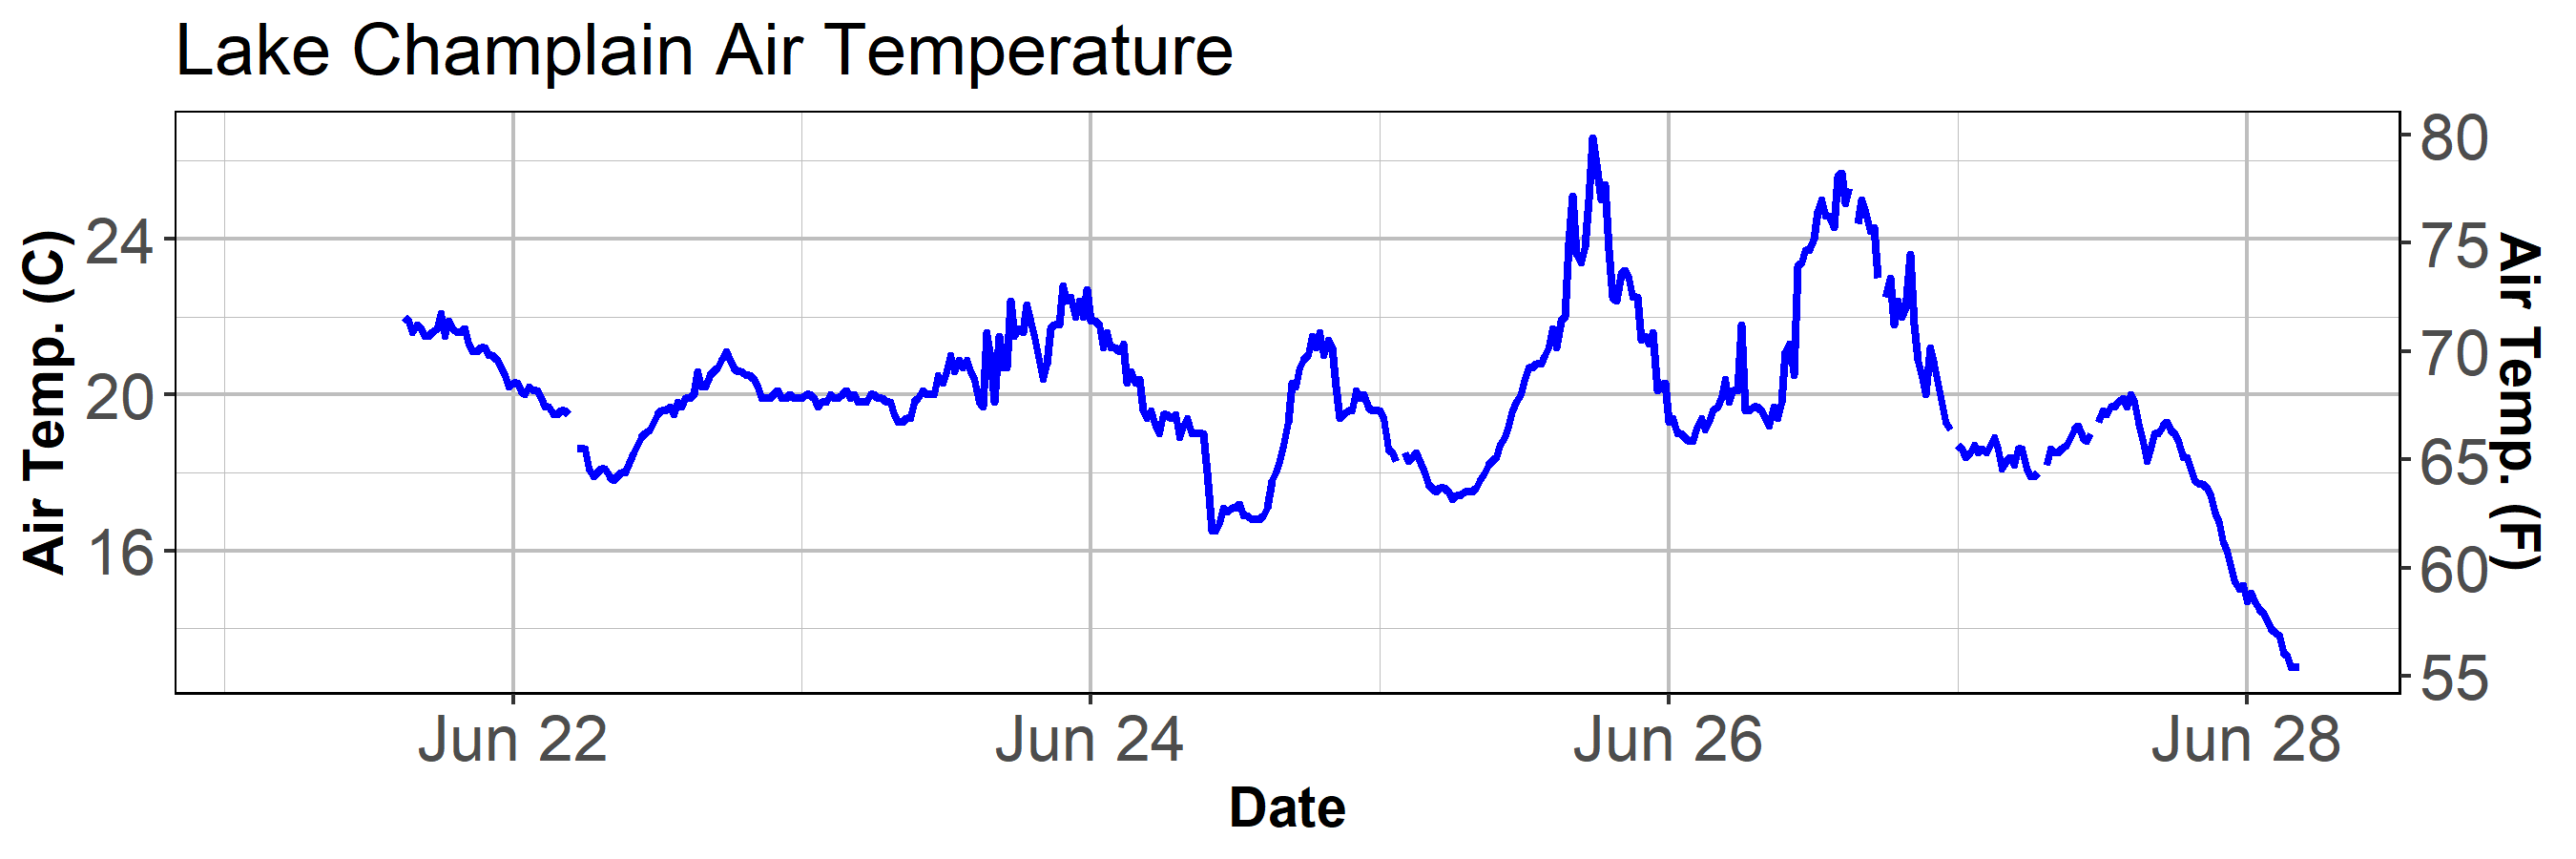 Lake Champlain Air Temperature
Air Temp. (C)
24
20
16
80
75
70
65
60
55
Air Temp. (F)
Jun 22 Jun 24 Jun 26 Jun 28
Date